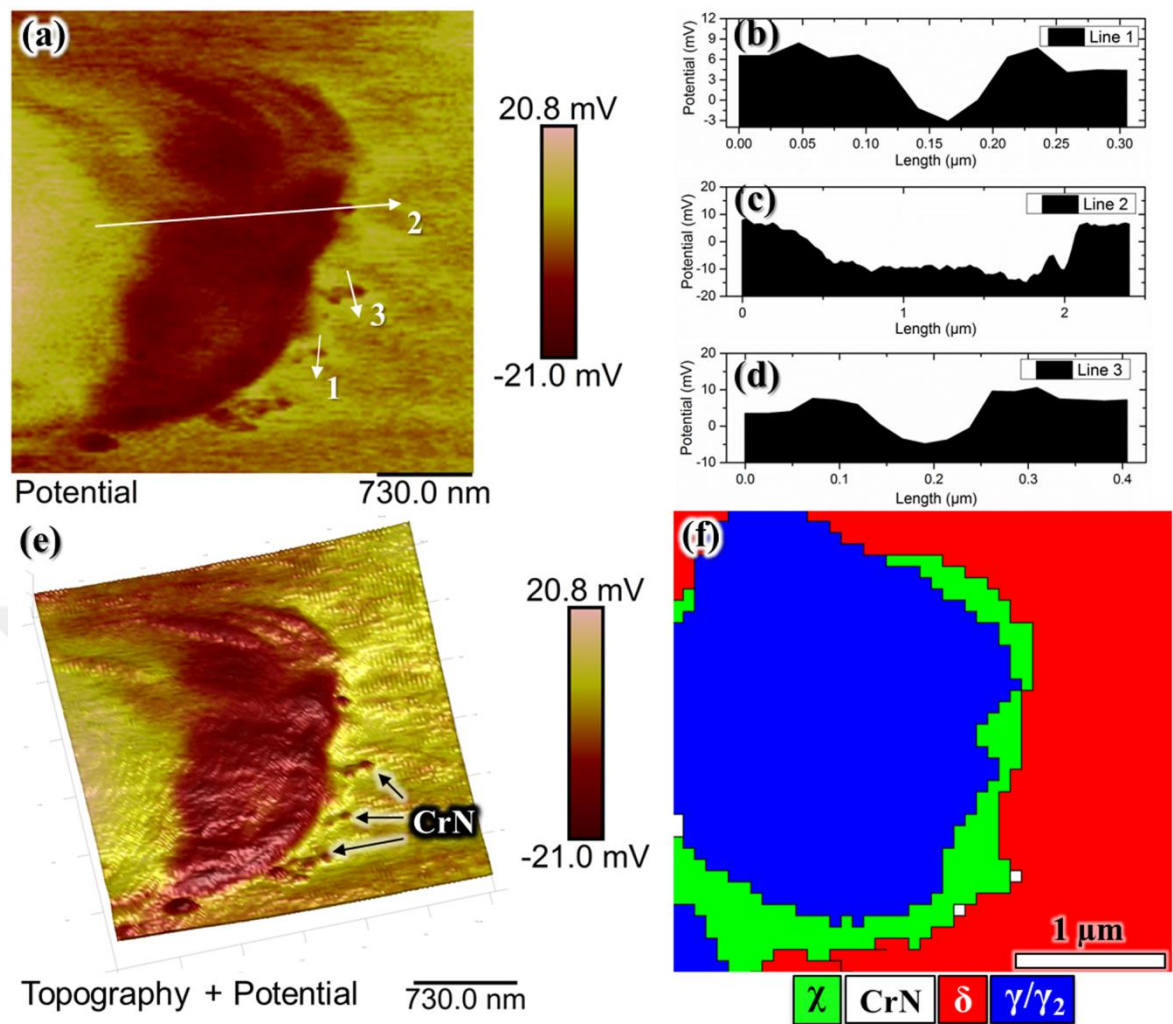 (a)
20.8 mV
-21.0 mV
2
3
1
Potential
730.0 nm
(b)
Line 1
Potential (mV)
12
9
6
3
0
-3
0.00 0.05 0.10 0.15 0.20 0.25 0.30
Length (µm)
(c)
Line 2
Potential (mV)
20
10
0
-10
-20
0 1 2
Length (µm)
(d)
Line 3
Potential (mV)
20
10
0
-10
0.0 0.1 0.2 0.3 0.4
Length (µm)
(e)
20.8 mV
-21.0 mV
CrN
Topography + Potential
730.0 nm
(f)
1 µm
χ CrN δ γ/γ₂